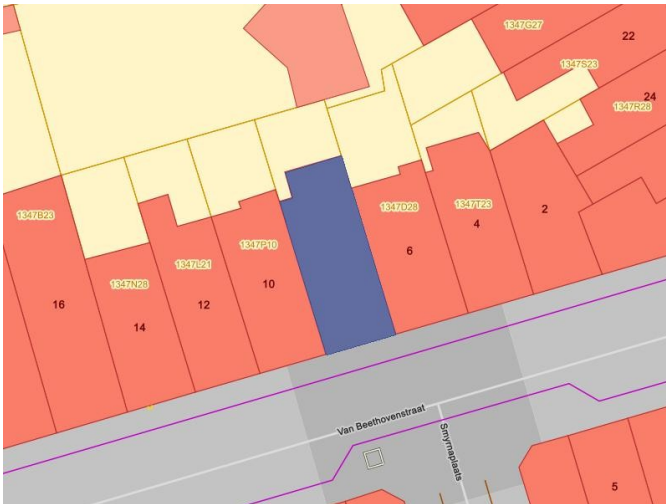 1347G27
22
1347S23
24
1347R28
1347B23
1347D28
1347T23
1347P10
2
4
1347L21
6
1347N28
10
16
12
14
Van Beethovenstraat
Smyrnaplaats
5